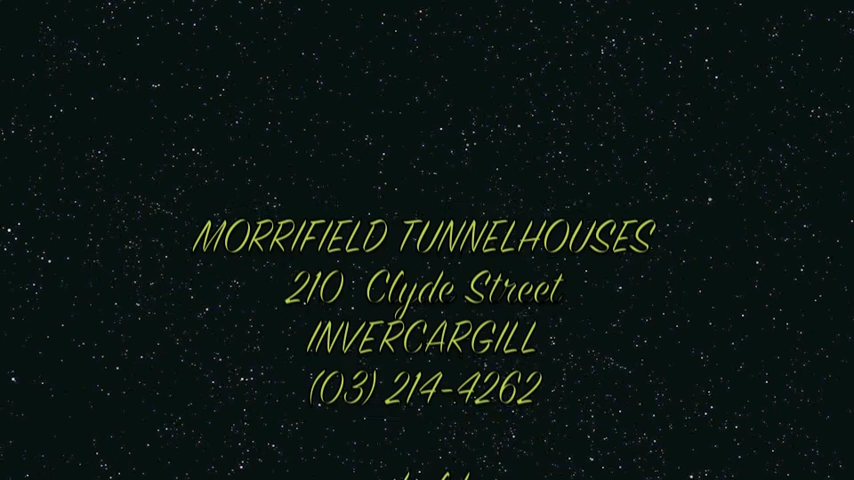 MORRIFIELD TUNNELHOUSES
210 Clyde Street
INVERCARGILL
(03) 214-4262